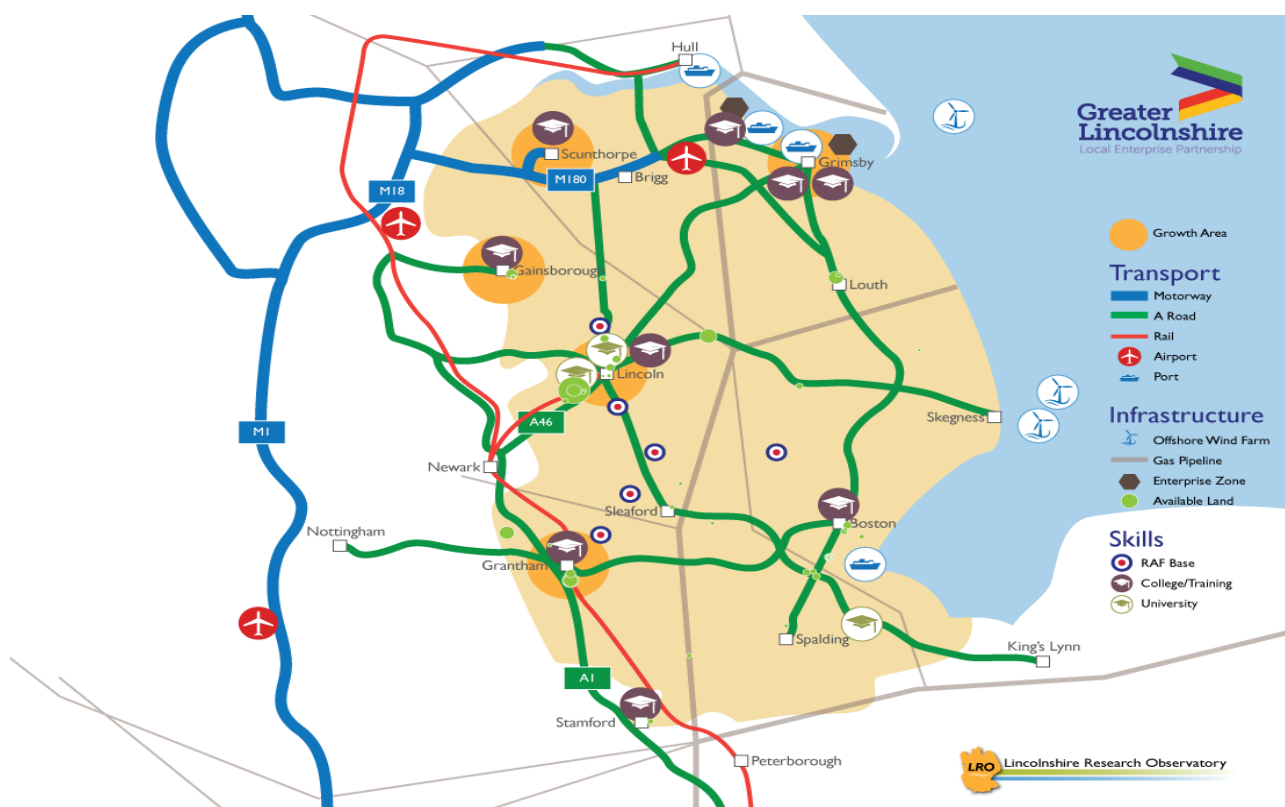 Hull
Greater
Lincolnshire
Local Enterprise Partnership
Scunthorpe
Grimsby
M180
Brigg
M18
Growth Area
Gainsborough
Transport
Louth
Motorway
A Road
Rail
Airport
Port
Lincoln
Skegness
Infrastructure
A46
M1
Offshore Wind Farm
Gas Pipeline
Newark
Enterprise Zone
Available Land
Sleaford
Boston
Nottingham
Skills
Grantham
RAF Base
College/Training
University
Spalding
King's Lynn
A1
Stamford
Peterborough
LRO Lincolnshire Research Observatory